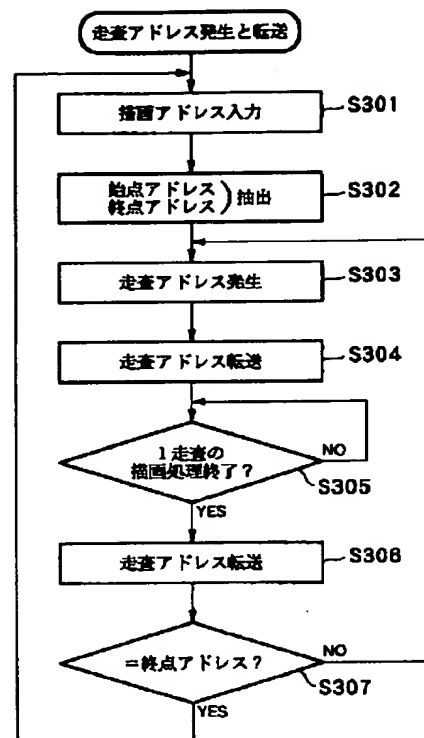 走査アドレス発生と転送
描画アドレス入力
S301
始点アドレス
終点アドレス
) 抽出
S302
走査アドレス発生
S303
走査アドレス転送
S304
1走査の
描画処理終了?
NO
S305
YES
走査アドレス転送
S306
=終点アドレス?
NO
S307
YES